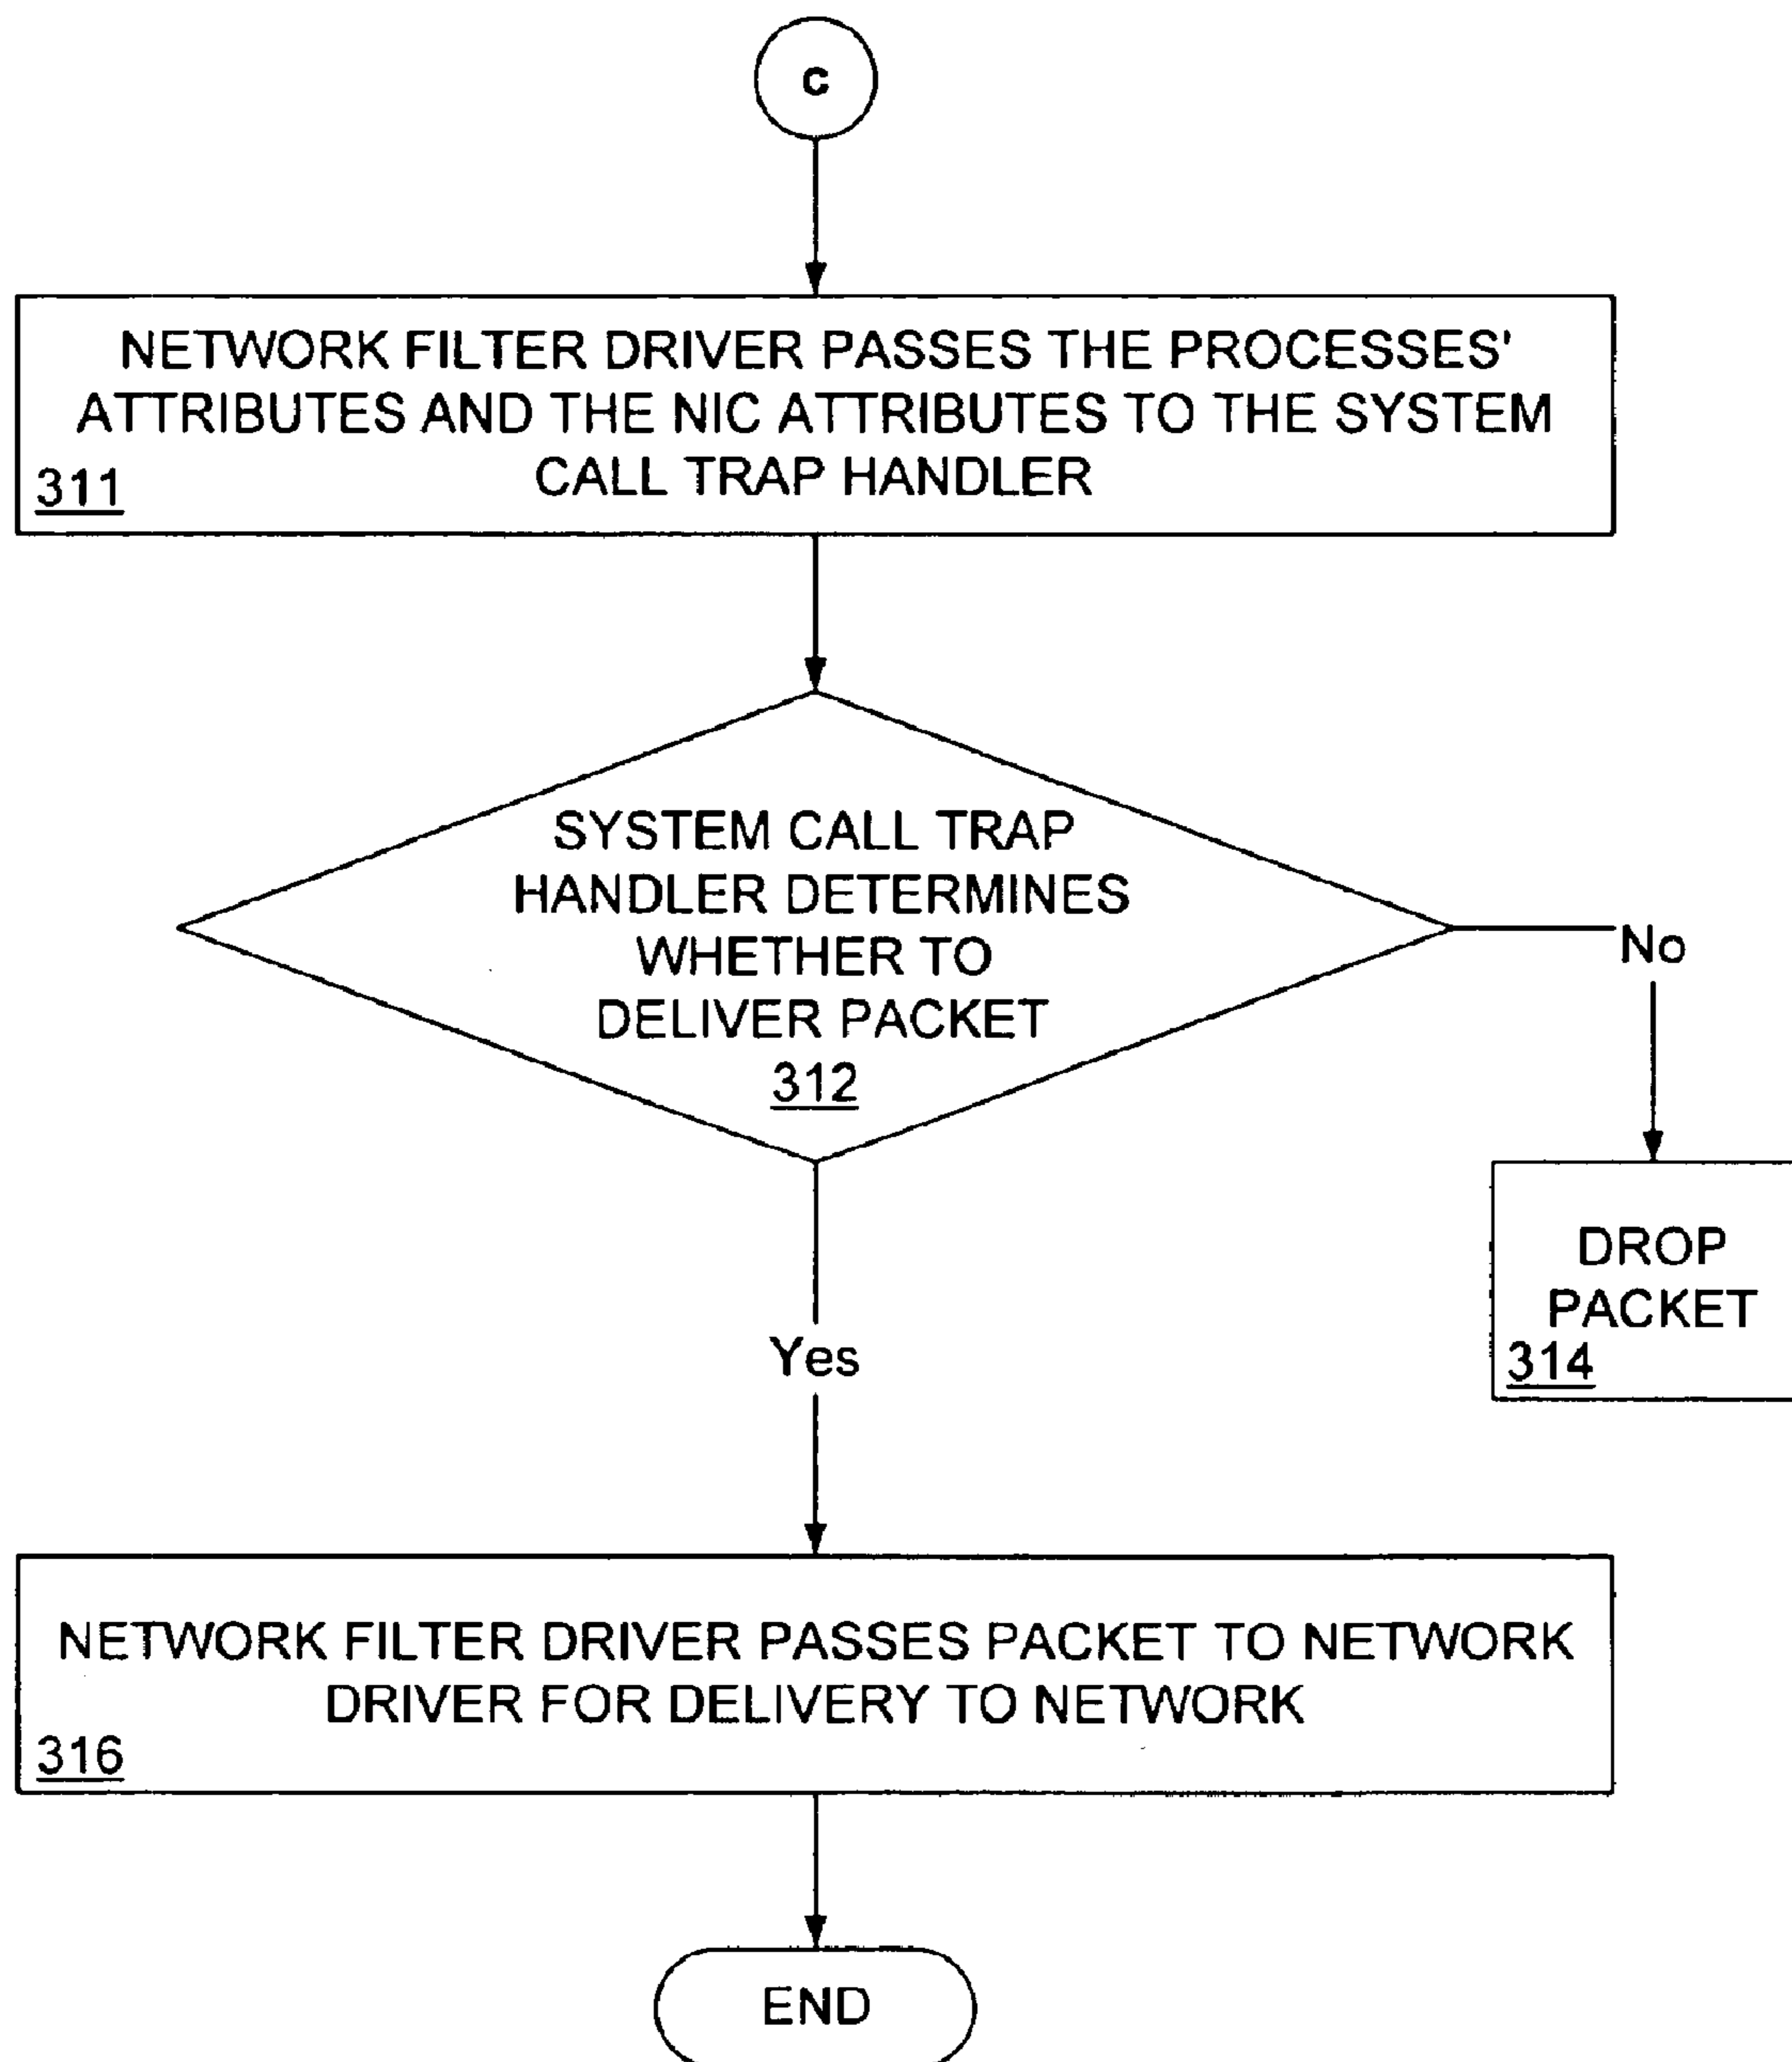 c
NETWORK FILTER DRIVER PASSES THE PROCESSES'
ATTRIBUTES AND THE NIC ATTRIBUTES TO THE SYSTEM
CALL TRAP HANDLER
311
SYSTEM CALL TRAP
HANDLER DETERMINES
WHETHER TO
DELIVER PACKET
312
No
DROP
PACKET
314
Yes
NETWORK FILTER DRIVER PASSES PACKET TO NETWORK
DRIVER FOR DELIVERY TO NETWORK
316
END